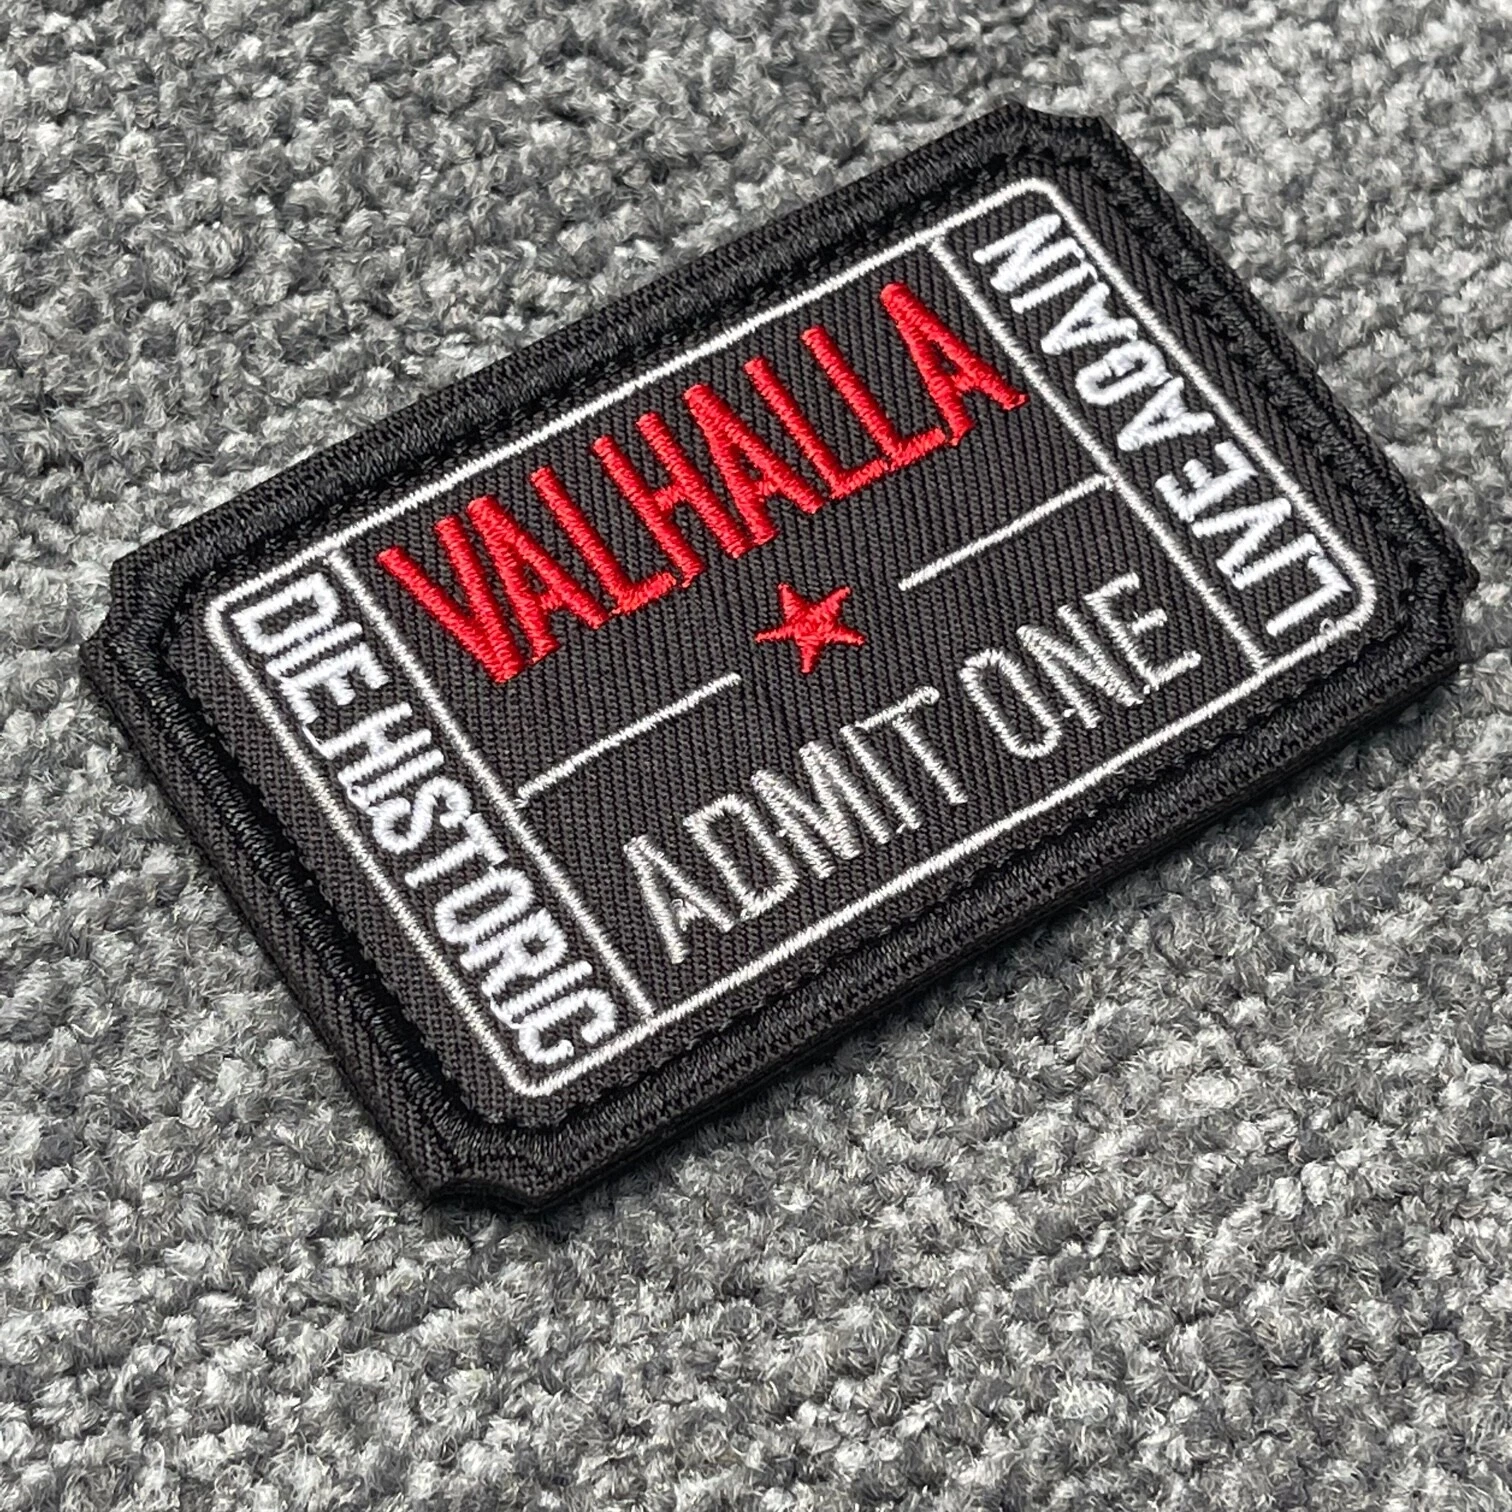 DIE HISTORIC
VALHALLA
ADMIT ONE
LIVE AGAIN